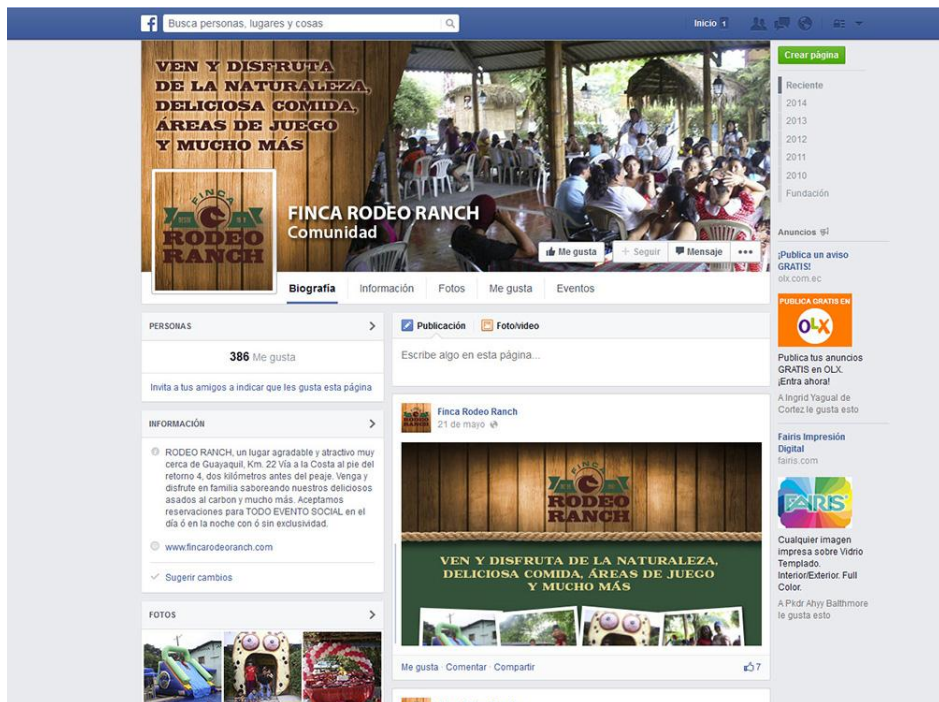 Busca personas, lugares y cosas
Inicio 1
VEN Y DISFRUTA
DE LA NATURALEZA,
DELICIOSA COMIDA,
ÁREAS DE JUEGO
Y MUCHO MÁS
FINCA
RODEO
RANCH
FINCA RODEO RANCH
Comunidad
Me gusta
+ Seguir
Mensaje
Biografía
Información
Fotos
Me gusta
Eventos
PERSONAS
386 Me gusta
Invita a tus amigos a indicar que les gusta esta página
INFORMACIÓN
RODEO RANCH, un lugar agradable y atractivo muy
cerca de Guayaquil, Km. 22 Vía a la Costa al pie del
retorno 4, dos kilómetros antes del peaje. Venga y
disfrute en familia saboreando nuestros deliciosos
asados al carbon y mucho más. Aceptamos
reservaciones para TODO EVENTO SOCIAL en el
día ó en la noche con ó sin exclusividad.
www.fincarodeoranch.com
Sugerir cambios
FOTOS
Publicación
Foto/video
Escribe algo en esta página...
Finca Rodeo Ranch
21 de mayo
FINCA
RODEO
RANCH
VEN Y DISFRUTA DE LA NATURALEZA,
DELICIOSA COMIDA, ÁREAS DE JUEGO
Y MUCHO MÁS
Me gusta · Comentar · Compartir
7
Crear página
Reciente
2014
2013
2012
2011
2010
Fundación
Anuncios
¡Publica un aviso
GRATIS!
olx.com.ec
PUBLICA GRATIS EN
OLX
Publica tus anuncios
GRATIS en OLX.
¡Entra ahora!
A Ingrid Yagual de
Cortez le gusta esto
Fairis Impresión
Digital
fairis.com
FAIRIS
Cualquier imagen
impresa sobre Vidrio
Templado.
Interior/Exterior. Full
Color.
A Pkdr Ahyy Balthmore
le gusta esto